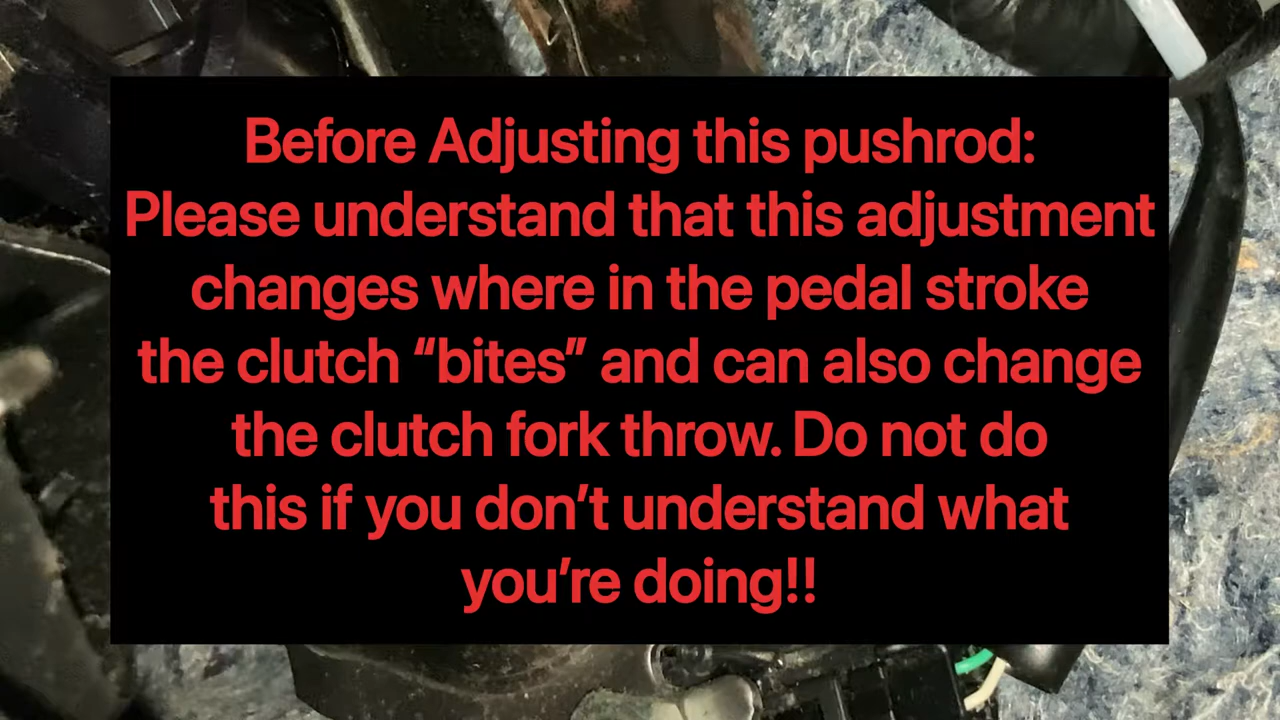 Before Adjusting this pushrod:
Please understand that this adjustment
changes where in the pedal stroke
the clutch “bites” and can also change
the clutch fork throw. Do not do
this if you don’t understand what
you’re doing!!